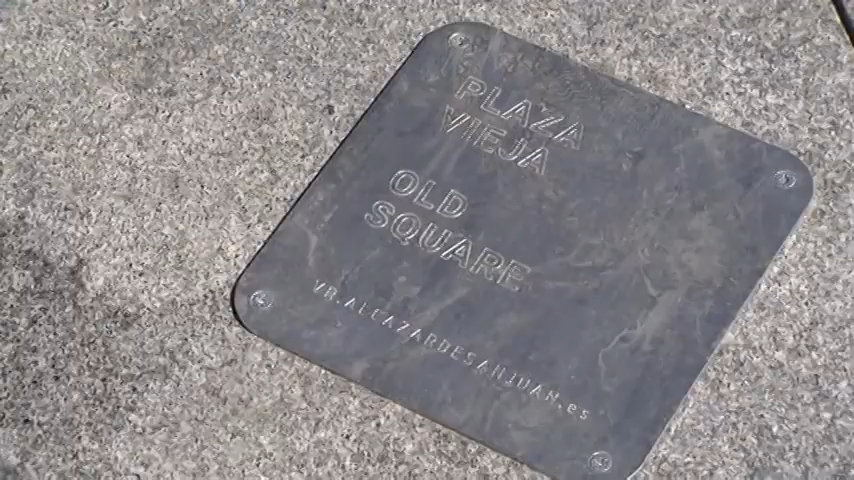 PLAZA
VIEJA
OLD
SQUARE
VR.ALCAZARDESANJUAN.es